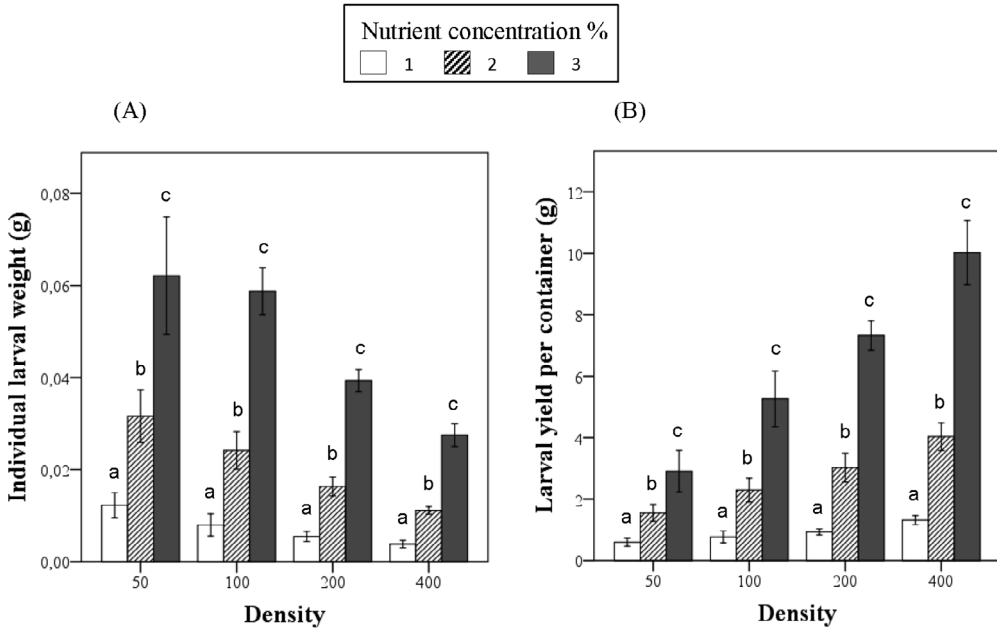 Nutrient concentration %
1 2 3
(A)
Individual larval weight (g)
0,08
0,06
0,04
0,02
0,00
a b c
a b c
a b c
a b c
50 100 200 400
Density
(B)
Larval yield per container (g)
12
10
8
6
4
2
0
a b c
a b c
a b c
a b c
50 100 200 400
Density